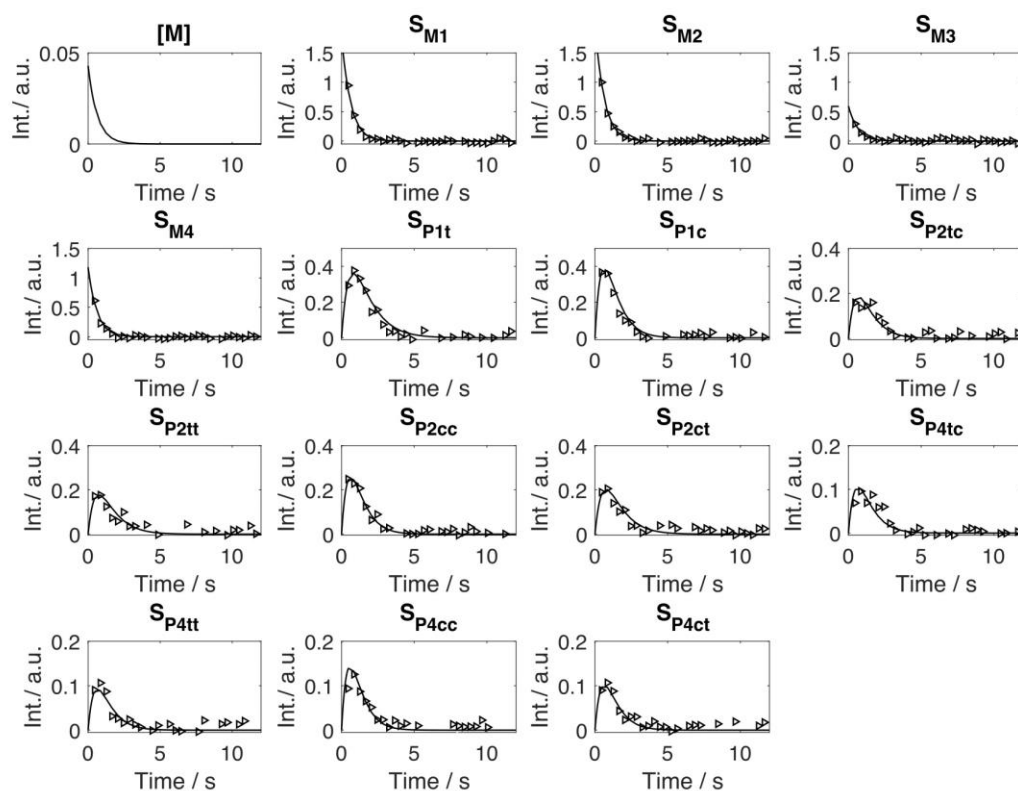 [M]
S_M1
S_M2
S_M3
Int./ a.u.
0.05
0
0 5 10
Time / s
Int./ a.u.
1.5
1
0.5
0
0 5 10
Time / s
Int./ a.u.
1.5
1
0.5
0
0 5 10
Time / s
Int./ a.u.
1.5
1
0.5
0
0 5 10
Time / s
S_M4
S_P1t
S_P1c
S_P2tc
Int./ a.u.
1.5
1
0.5
0
0 5 10
Time / s
Int./ a.u.
0.4
0.2
0
0 5 10
Time / s
Int./ a.u.
0.4
0.2
0
0 5 10
Time / s
Int./ a.u.
0.4
0.2
0
0 5 10
Time / s
S_P2tt
S_P2cc
S_P2ct
S_P4tc
Int./ a.u.
0.4
0.2
0
0 5 10
Time / s
Int./ a.u.
0.4
0.2
0
0 5 10
Time / s
Int./ a.u.
0.4
0.2
0
0 5 10
Time / s
Int./ a.u.
0.2
0.1
0
0 5 10
Time / s
S_P4tt
S_P4cc
S_P4ct
Int./ a.u.
0.2
0.1
0
0 5 10
Time / s
Int./ a.u.
0.2
0.1
0
0 5 10
Time / s
Int./ a.u.
0.2
0.1
0
0 5 10
Time / s